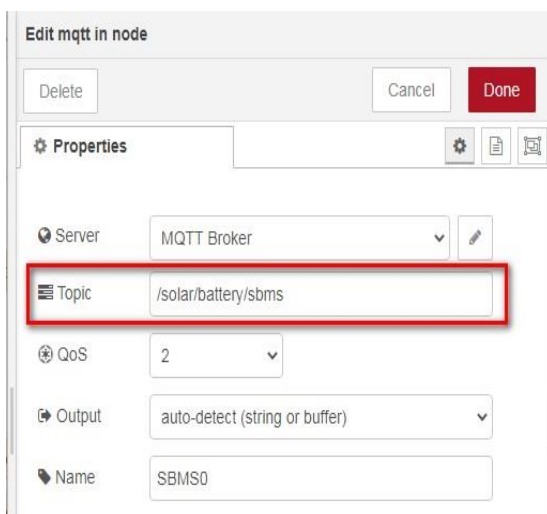 Edit mqtt in node
Delete Cancel Done
Properties
Server MQTT Broker
Topic /solar/battery/sbms
QoS 2
Output auto-detect (string or buffer)
Name SBMS0